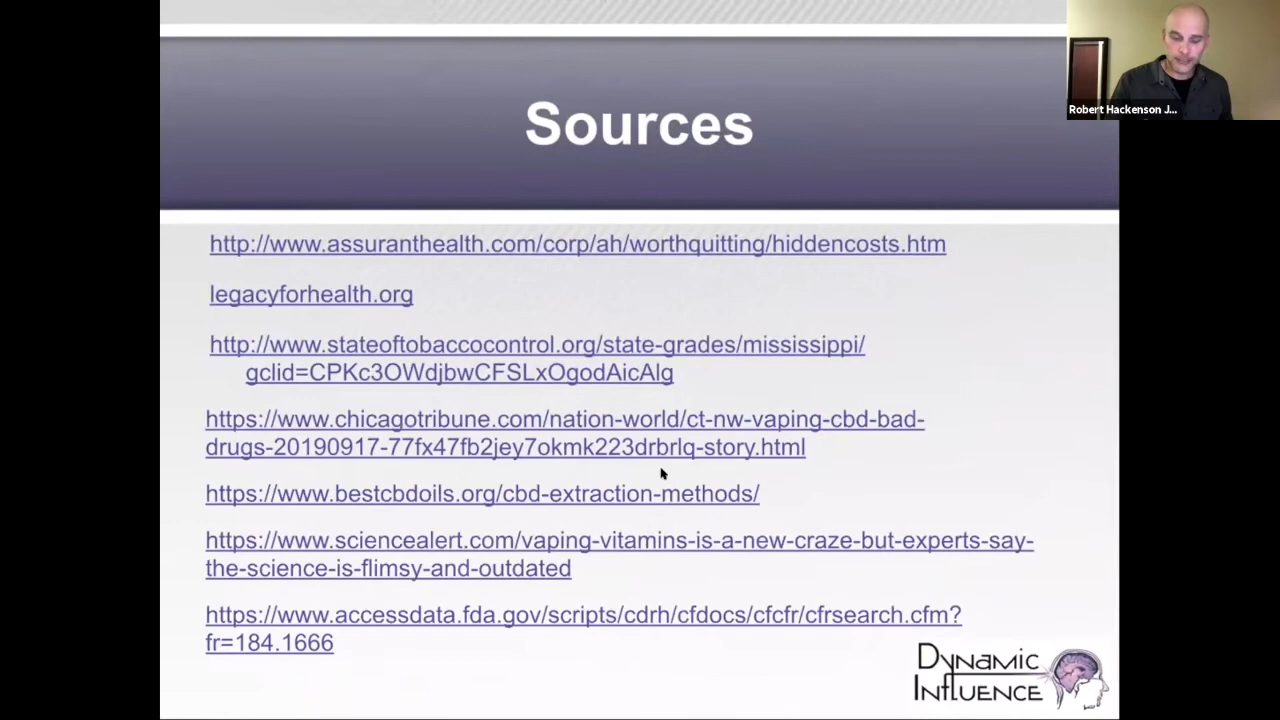 Sources
Robert Hackenson J...
http://www.assuranthealth.com/corp/ah/worthquitting/hiddencosts.htm
legacyforhealth.org
http://www.stateoftobaccocontrol.org/state-grades/mississippi/
gclid=CPKc3OWdjbwCFSLxOgodAicAlg
https://www.chicagotribune.com/nation-world/ct-nw-vaping-cbd-bad-
drugs-20190917-77fx47fb2jey7okmk223drbrlq-story.html
https://www.bestcbdoils.org/cbd-extraction-methods/
https://www.sciencealert.com/vaping-vitamins-is-a-new-craze-but-experts-say-
the-science-is-flimsy-and-outdated
https://www.accessdata.fda.gov/scripts/cdrh/cfdocs/cfcfr/cfrsearch.cfm?
fr=184.1666
Dynamic
Influence